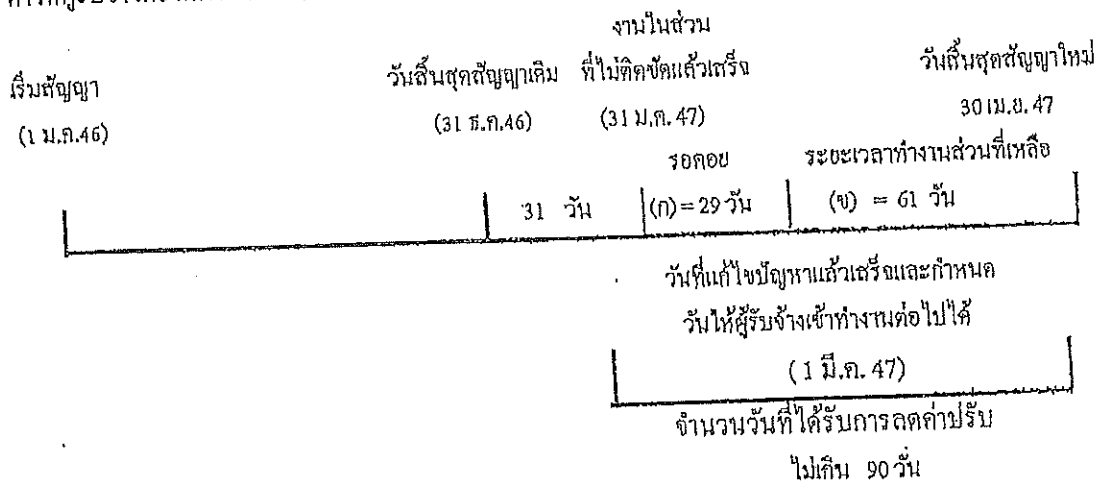 งานในส่วน
เริ่มสัญญา วันสิ้นสุดสัญญาเดิม ที่ไม่ติดขัดแล้วเสร็จ วันสิ้นสุดสัญญาใหม่
(1 ม.ค.46) (31 ธ.ค.46) (31 ม.ค. 47) 30 เม.ย. 47
รอคอย ระยะเวลาทำงานส่วนที่เหลือ
31 วัน (ก) = 29 วัน (ข) = 61 วัน
วันที่แก้ไขปัญหาแล้วเสร็จและกำหนด
วันให้ผู้รับจ้างเข้าทำงานต่อไปได้
(1 มี.ค. 47)
จำนวนวันที่ได้รับการลดค่าปรับ
ไม่เกิน 90 วัน